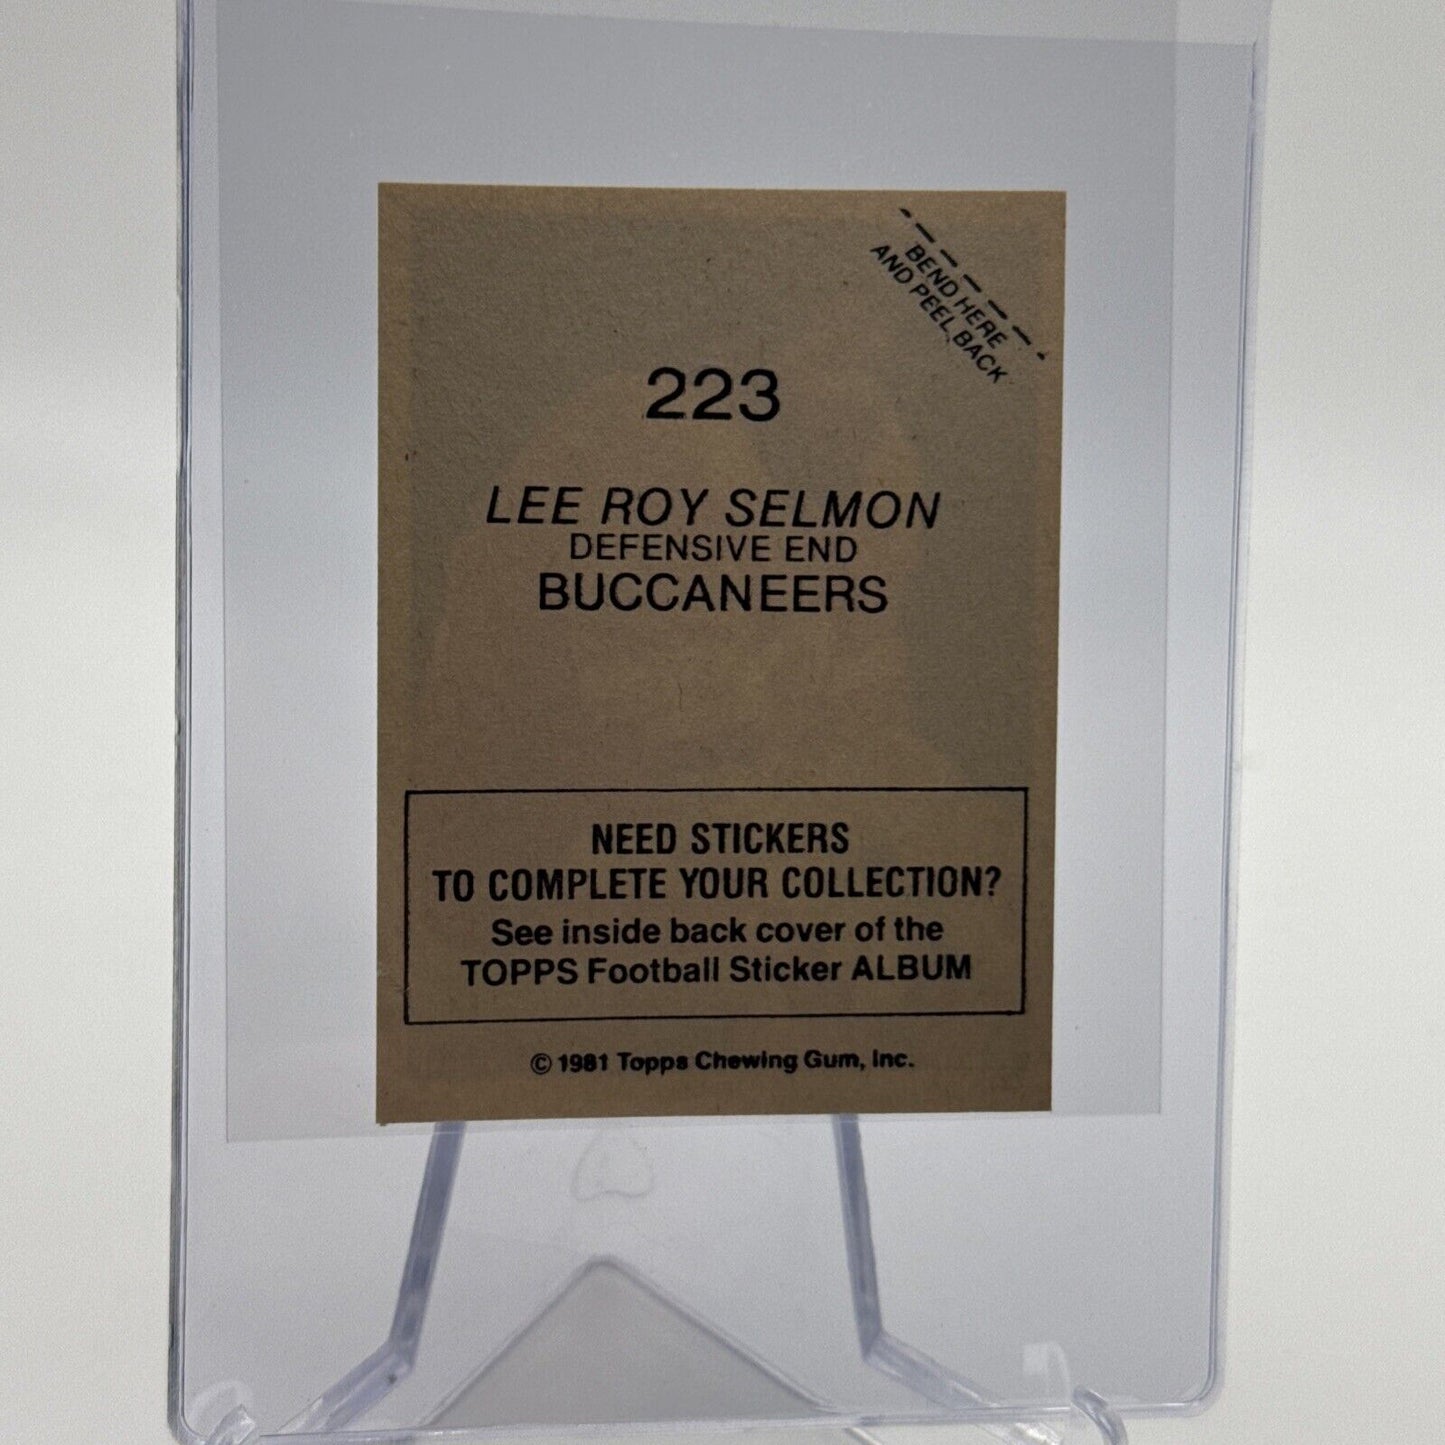 BEND HERE
AND PEEL BACK
223
LEE ROY SELMON
DEFENSIVE END
BUCCANEERS
NEED STICKERS
TO COMPLETE YOUR COLLECTION?
See inside back cover of the
TOPPS Football Sticker ALBUM
© 1981 Topps Chewing Gum, Inc.